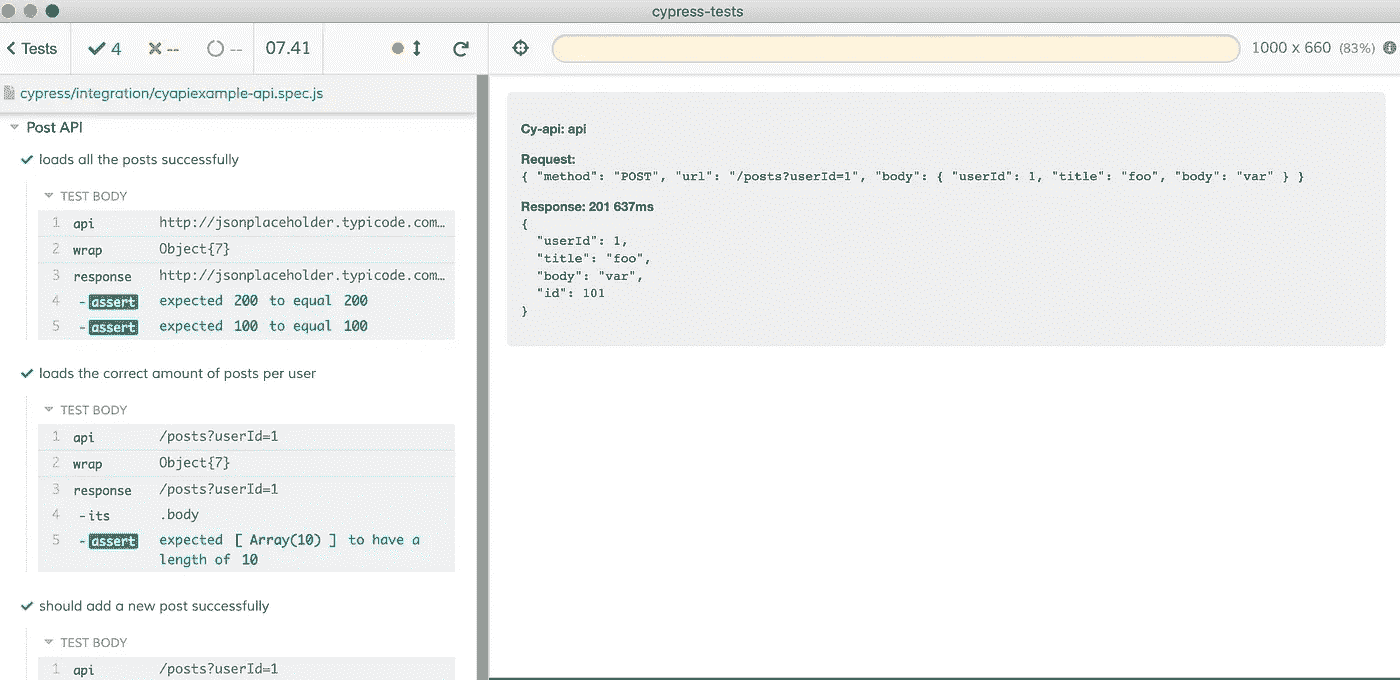 cypress-tests
Tests 4 -- -- 07.41
1000 x 660 (83%)
cypress/integration/cyapiexample-api.spec.js
Post API
loads all the posts successfully
TEST BODY
1 api http://jsonplaceholder.typicode.com…
2 wrap Object{7}
3 response http://jsonplaceholder.typicode.com…
4 -assert expected 200 to equal 200
5 -assert expected 100 to equal 100
loads the correct amount of posts per user
TEST BODY
1 api /posts?userId=1
2 wrap Object{7}
3 response /posts?userId=1
4 -its .body
5 -assert expected [ Array(10) ] to have a
length of 10
should add a new post successfully
TEST BODY
1 api /posts?userId=1
Cy-api: api
Request:
{ "method": "POST", "url": "/posts?userId=1", "body": { "userId": 1, "title": "foo", "body": "var" } }
Response: 201 637ms
{
"userId": 1,
"title": "foo",
"body": "var",
"id": 101
}